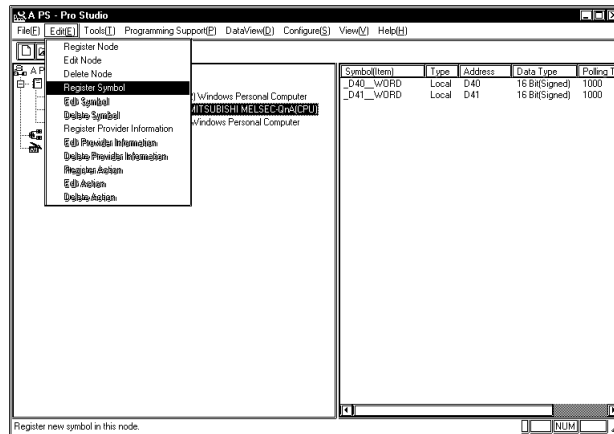 A PS - Pro Studio
File(F) Edit(E) Tools(T) Programming Support(P) DataView(D) Configure(S) View(V) Help(H)
Register Node
Edit Node
Delete Node
Register Symbol
Edit Symbol
Delete Symbol
Register Provider Information
Edit Provider Information
Delete Provider Information
Register Action
Edit Action
Delete Action
A P
) Windows Personal Computer
MITSUBISHI MELSEC-QnA(CPU)
Windows Personal Computer
Symbol(Item) Type Address Data Type Polling T
_D40__WORD Local D40 16 Bit(Signed) 1000
_D41__WORD Local D41 16 Bit(Signed) 1000
Register new symbol in this node.
NUM